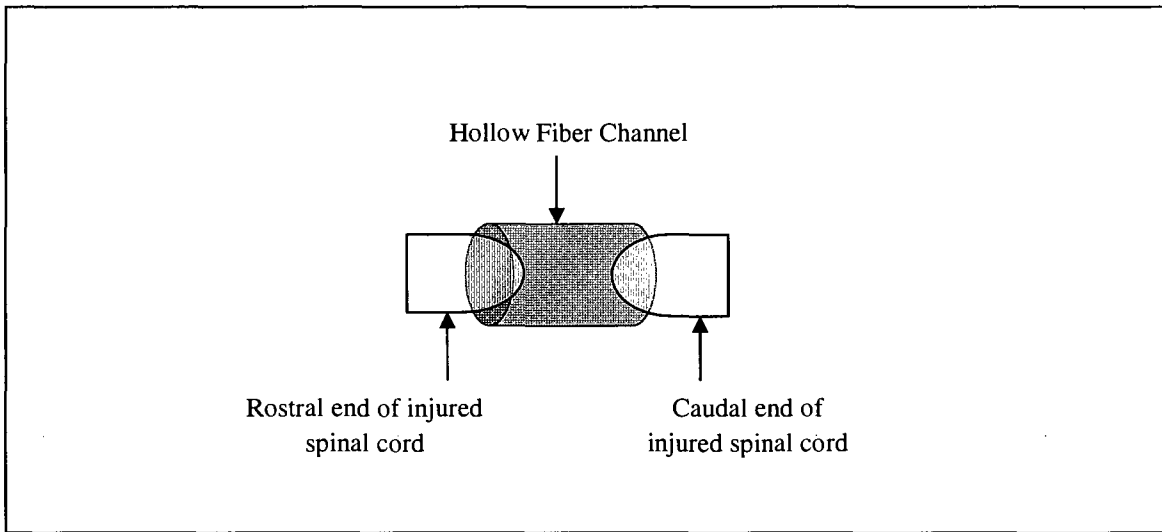 Hollow Fiber Channel
Rostral end of injured
spinal cord
Caudal end of
injured spinal cord